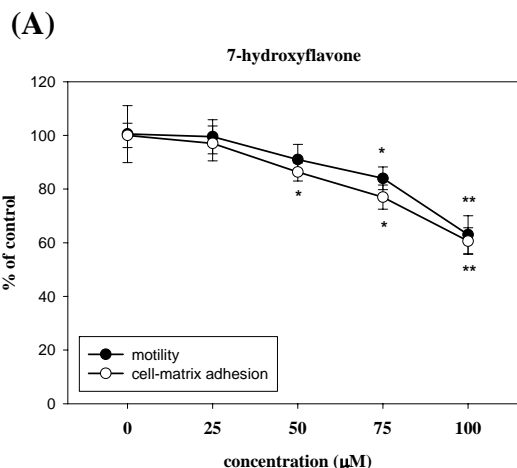 (A)
7-hydroxyflavone
120
100
80
60
40
20
0
% of control
*
**
*
*
**
motility
cell-matrix adhesion
0 25 50 75 100
concentration (μM)